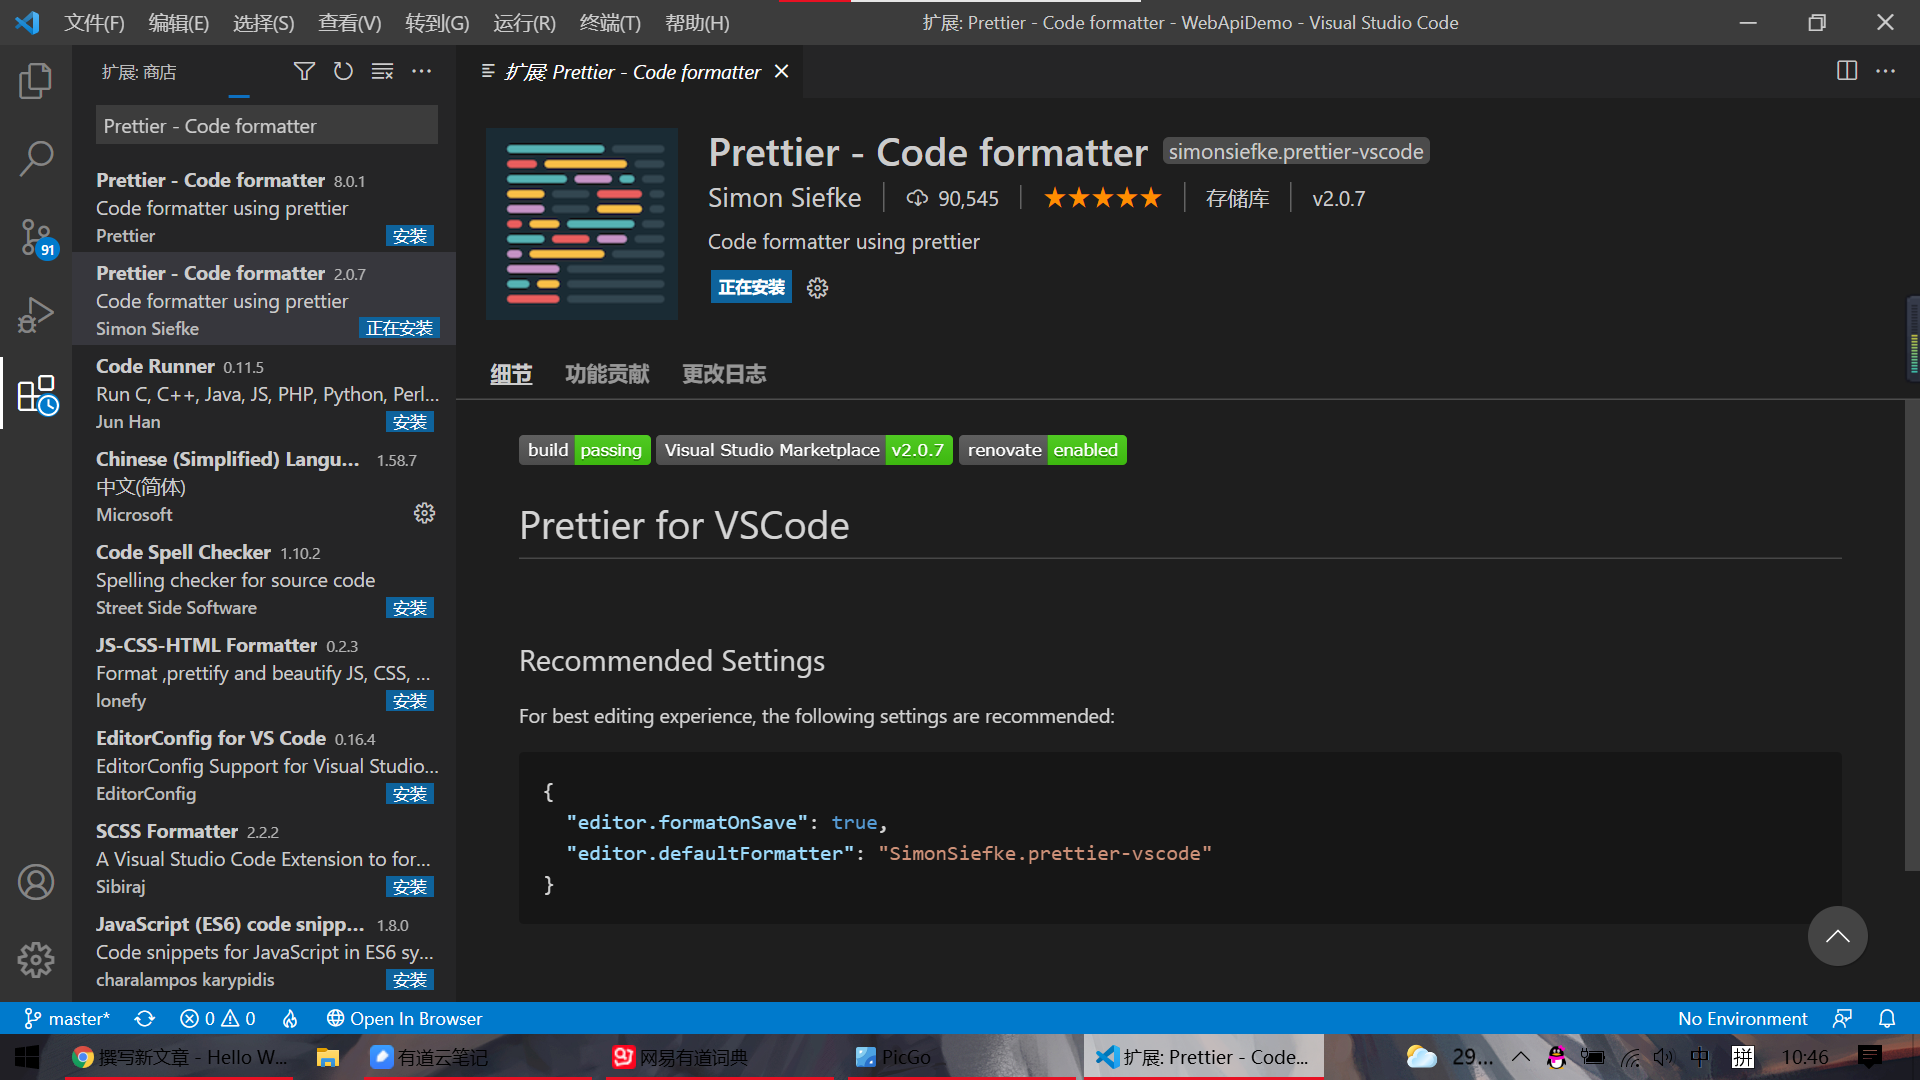 文件(F) 编辑(E) 选择(S) 查看(V) 转到(G) 运行(R) 终端(T) 帮助(H) 扩展: Prettier - Code formatter - WebApiDemo - Visual Studio Code
扩展: 商店
Prettier - Code formatter
Prettier - Code formatter 8.0.1
Code formatter using prettier
Prettier 安装
Prettier - Code formatter 2.0.7
Code formatter using prettier
Simon Siefke 正在安装
Code Runner 0.11.5
Run C, C++, Java, JS, PHP, Python, Perl...
Jun Han 安装
Chinese (Simplified) Langu... 1.58.7
中文(简体)
Microsoft
Code Spell Checker 1.10.2
Spelling checker for source code
Street Side Software 安装
JS-CSS-HTML Formatter 0.2.3
Format ,prettify and beautify JS, CSS, ...
lonefy 安装
EditorConfig for VS Code 0.16.4
EditorConfig Support for Visual Studio...
EditorConfig 安装
SCSS Formatter 2.2.2
A Visual Studio Code Extension to for...
Sibiraj 安装
JavaScript (ES6) code snipp... 1.8.0
Code snippets for JavaScript in ES6 sy...
charalampos karypidis 安装
91
扩展 Prettier - Code formatter
Prettier - Code formatter simonsiefke.prettier-vscode
Simon Siefke 90,545 ★★★★★ 存储库 v2.0.7
Code formatter using prettier
正在安装
细节 功能贡献 更改日志
build passing Visual Studio Marketplace v2.0.7 renovate enabled
Prettier for VSCode
Recommended Settings
For best editing experience, the following settings are recommended:
{
"editor.formatOnSave": true,
"editor.defaultFormatter": "SimonSiefke.prettier-vscode"
}
master* 0 0 Open In Browser No Environment
撰写新文章 - Hello W... 有道云笔记 网易有道词典 PicGo 扩展: Prettier - Code... 29... 中 拼 10:46